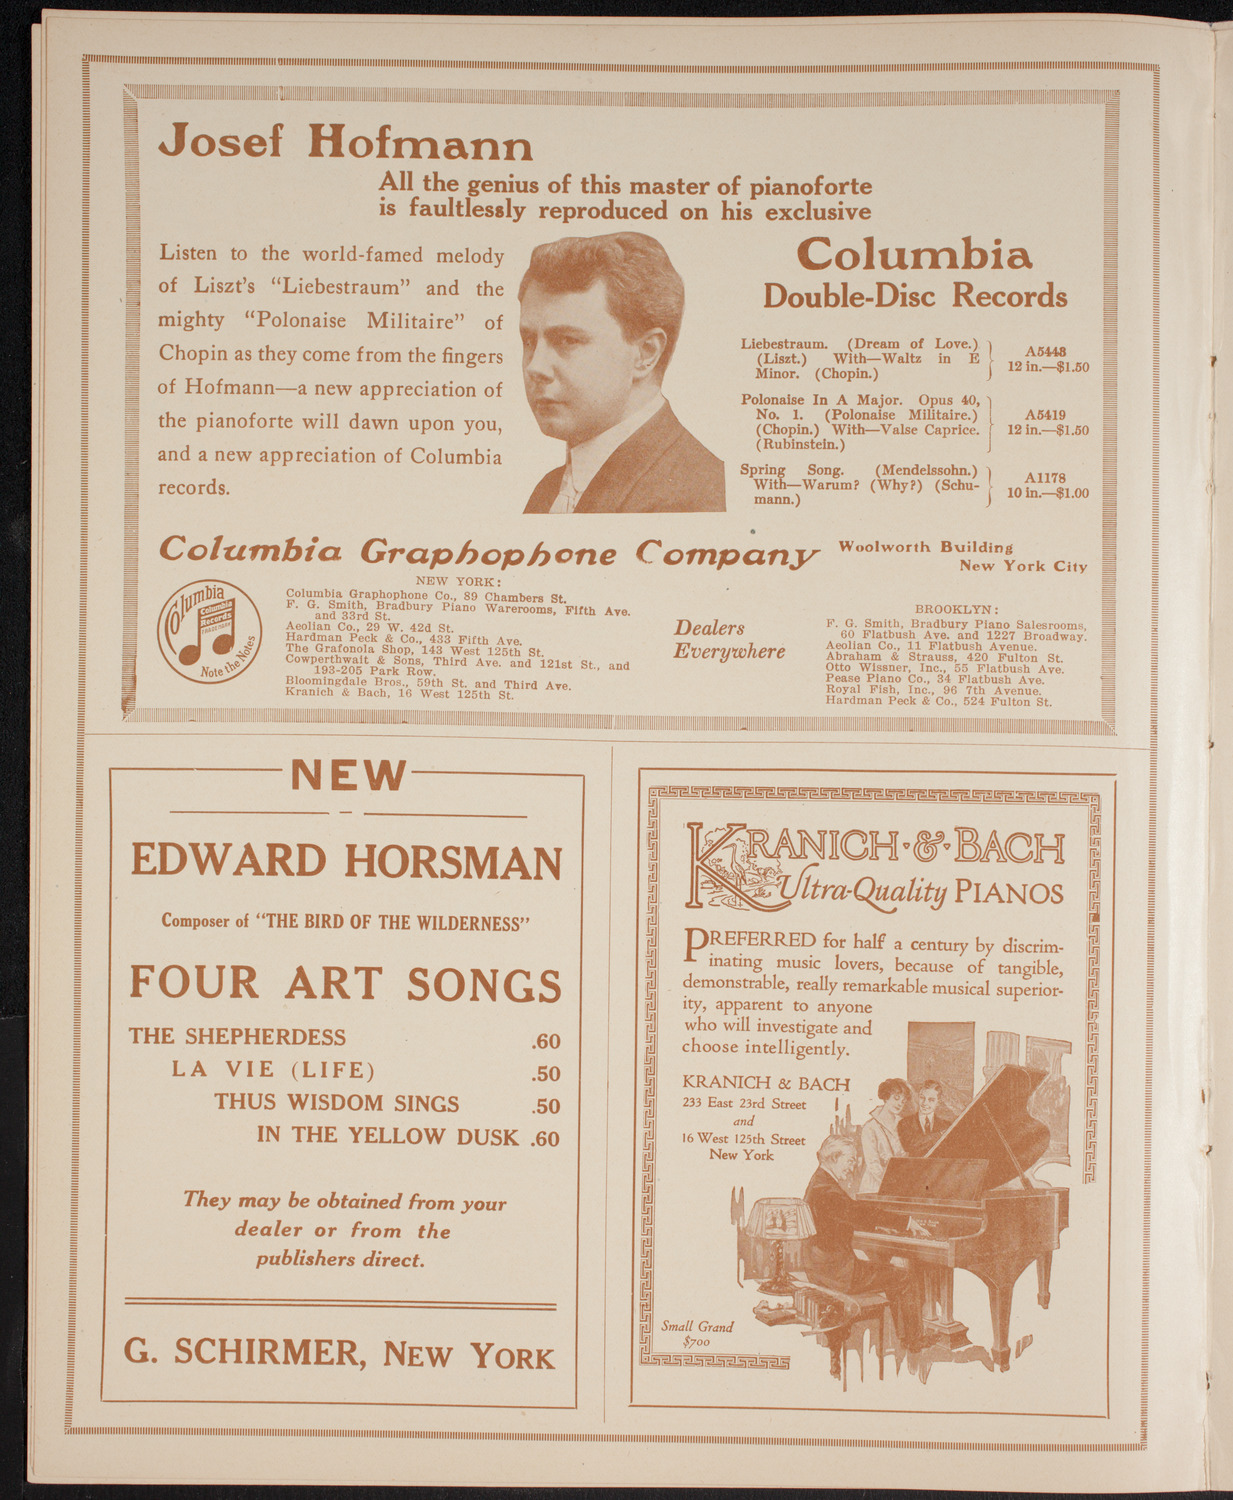 Josef Hofmann
All the genius of this master of pianoforte
is faultlessly reproduced on his exclusive
Listen to the world-famed melody
of Liszt's "Liebestraum" and the
mighty "Polonaise Militaire" of
Chopin as they come from the fingers
of Hofmann—a new appreciation of
the pianoforte will dawn upon you,
and a new appreciation of Columbia
records.
Columbia
Double-Disc Records
Liebestraum. (Dream of Love.)
(Liszt.) With—Waltz in E
Minor. (Chopin.)
A5448
12 in.—$1.50
Polonaise In A Major. Opus 40,
No. 1. (Polonaise Militaire.)
(Chopin.) With—Valse Caprice.
(Rubinstein.)
A5419
12 in.—$1.50
Spring Song. (Mendelssohn.)
With—Warum? (Why?) (Schu-
mann.)
A1178
10 in.—$1.00
Columbia Graphophone Company
Woolworth Building
New York City
Columbia
Columbia
Records
TRADE MARK
Note the Notes
NEW YORK:
Columbia Graphophone Co., 89 Chambers St.
F. G. Smith, Bradbury Piano Warerooms, Fifth Ave.
and 33rd St.
Aeolian Co., 29 W. 42d St.
Hardman Peck & Co., 433 Fifth Ave.
The Grafonola Shop, 143 West 125th St.
Cowperthwait & Sons, Third Ave. and 121st St., and
193-205 Park Row.
Bloomingdale Bros., 59th St. and Third Ave.
Kranich & Bach, 16 West 125th St.
Dealers
Everywhere
BROOKLYN:
F. G. Smith, Bradbury Piano Salesrooms,
60 Flatbush Ave. and 1227 Broadway.
Aeolian Co., 11 Flatbush Avenue.
Abraham & Strauss, 420 Fulton St.
Otto Wissner, Inc., 55 Flatbush Ave.
Pease Piano Co., 34 Flatbush Ave.
Royal Fish, Inc., 96 7th Avenue.
Hardman Peck & Co., 524 Fulton St.
NEW
EDWARD HORSMAN
Composer of "THE BIRD OF THE WILDERNESS"
FOUR ART SONGS
THE SHEPHERDESS .60
LA VIE (LIFE) .50
THUS WISDOM SINGS .50
IN THE YELLOW DUSK .60
They may be obtained from your
dealer or from the
publishers direct.
G. SCHIRMER, NEW YORK
KRANICH·&·BACH
Ultra-Quality PIANOS
PREFERRED for half a century by discrim-
inating music lovers, because of tangible,
demonstrable, really remarkable musical superior-
ity, apparent to anyone
who will investigate and
choose intelligently.
KRANICH & BACH
233 East 23rd Street
and
16 West 125th Street
New York
Small Grand
$700